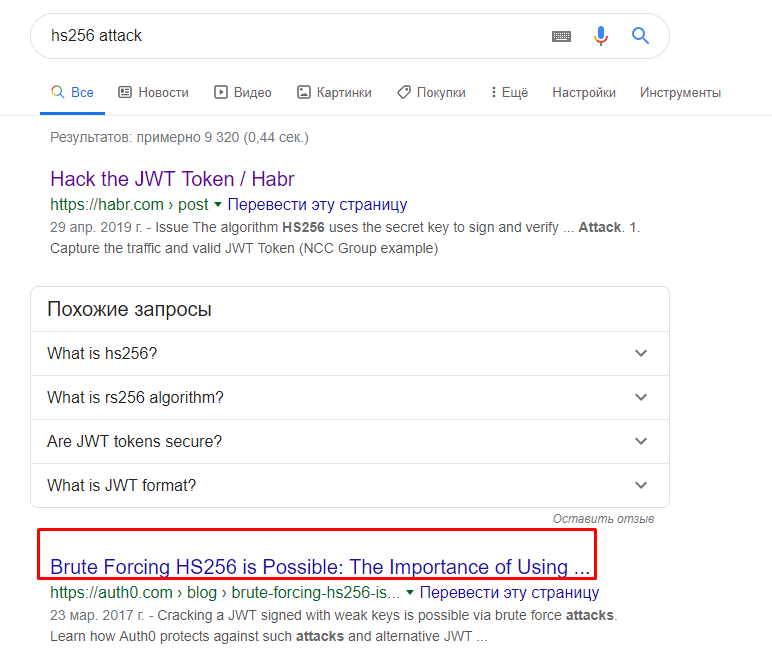 hs256 attack
Все Новости Видео Картинки Покупки Ещё Настройки Инструменты
Результатов: примерно 9 320 (0,44 сек.)
Hack the JWT Token / Habr
https://habr.com › post ▾ Перевести эту страницу
29 апр. 2019 г. - Issue The algorithm HS256 uses the secret key to sign and verify ... Attack. 1.
Capture the traffic and valid JWT Token (NCC Group example)
Похожие запросы
What is hs256?
What is rs256 algorithm?
Are JWT tokens secure?
What is JWT format?
Оставить отзыв
Brute Forcing HS256 is Possible: The Importance of Using ...
https://auth0.com › blog › brute-forcing-hs256-is... ▾ Перевести эту страницу
23 мар. 2017 г. - Cracking a JWT signed with weak keys is possible via brute force attacks.
Learn how Auth0 protects against such attacks and alternative JWT ...